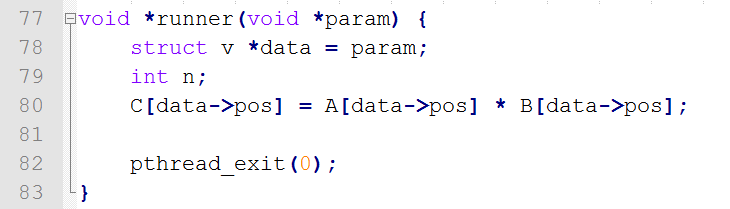 77 void *runner(void *param) {
78     struct v *data = param;
79     int n;
80     C[data->pos] = A[data->pos] * B[data->pos];
81
82     pthread_exit(0);
83 }